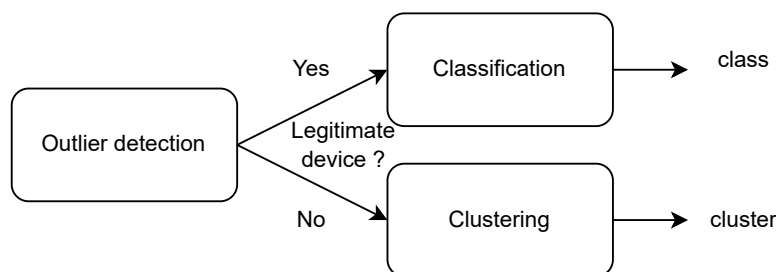 Yes
Classification
class
Outlier detection
Legitimate
device ?
No
Clustering
cluster